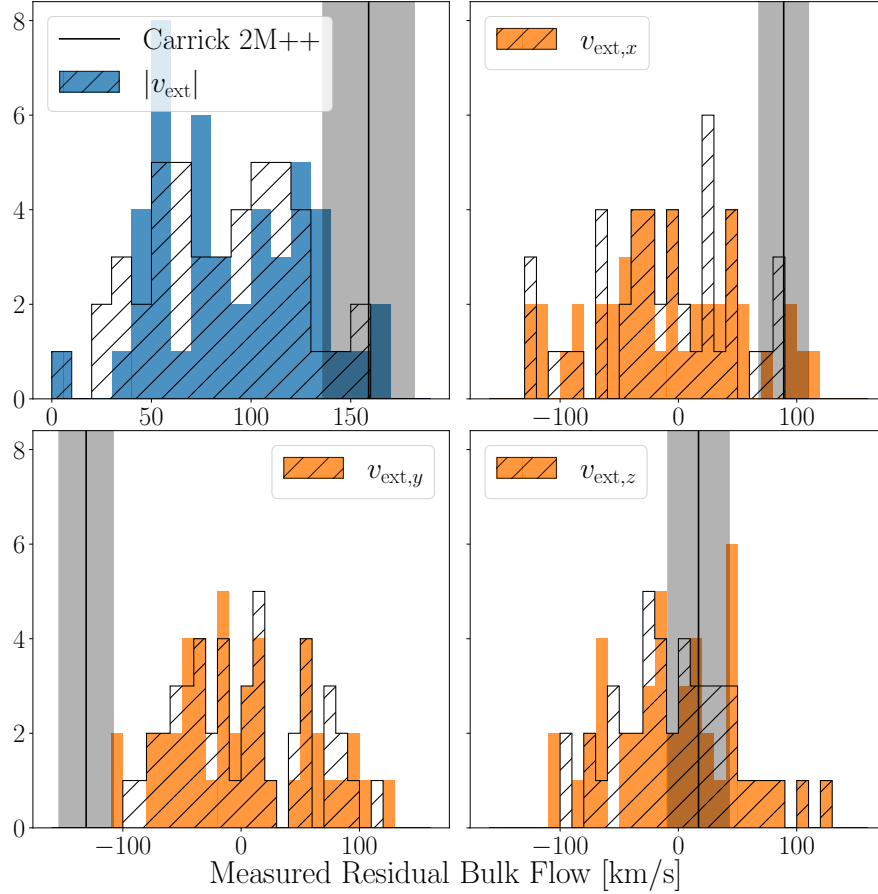 Carrick 2M++
|v_ext|
v_ext,x
8
6
4
2
0
0 50 100 150
−100 0 100
v_ext,y
v_ext,z
8
6
4
2
0
−100 0 100
−100 0 100
Measured Residual Bulk Flow [km/s]